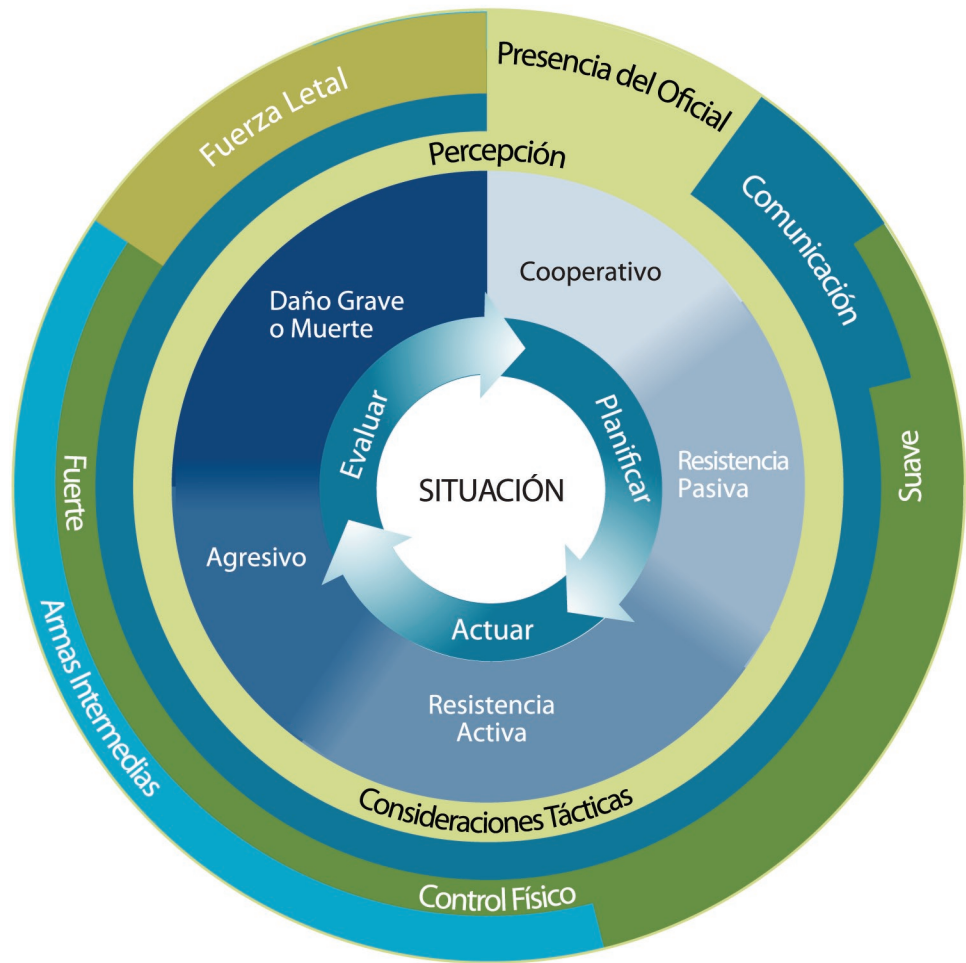 Fuerza Letal
Presencia del Oficial
Percepción
Comunicación
Cooperativo
Daño Grave
o Muerte
Evaluar
Planificar
SITUACIÓN
Resistencia
Pasiva
Suave
Fuerte
Agresivo
Actuar
Armas Intermedias
Resistencia
Activa
Consideraciones Tácticas
Control Físico